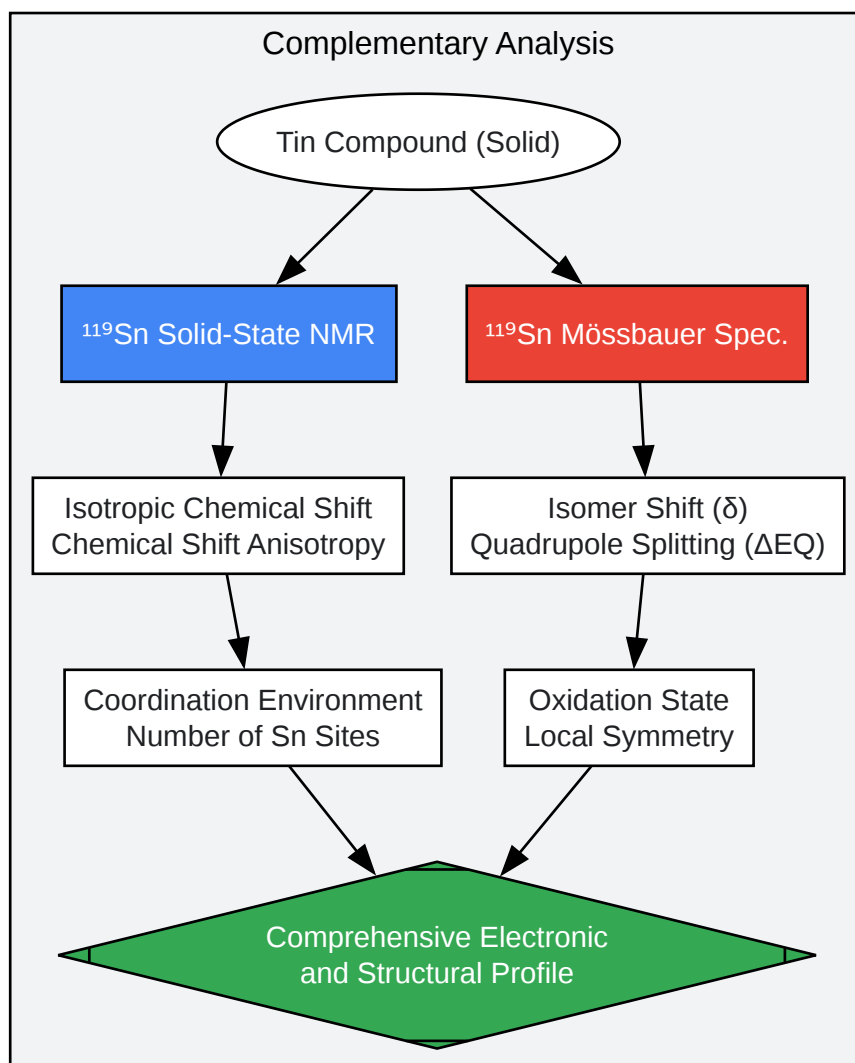 Complementary Analysis
Tin Compound (Solid)
¹¹⁹Sn Solid-State NMR
¹¹⁹Sn Mössbauer Spec.
Isotropic Chemical Shift
Chemical Shift Anisotropy
Isomer Shift (δ)
Quadrupole Splitting (ΔEQ)
Coordination Environment
Number of Sn Sites
Oxidation State
Local Symmetry
Comprehensive Electronic
and Structural Profile